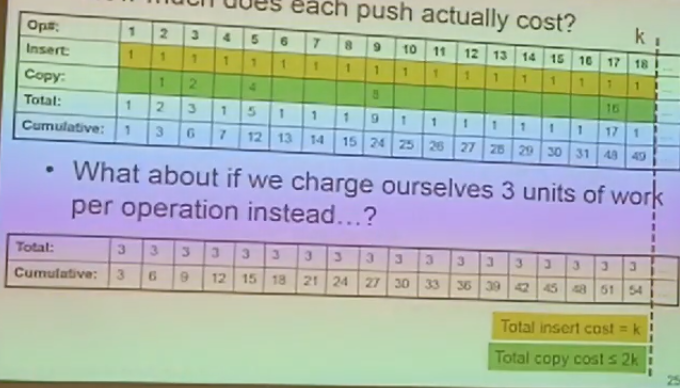 much does each push actually cost?
k
Op#: 1 2 3 4 5 6 7 8 9 10 11 12 13 14 15 16 17 18 ...
Insert: 1 1 1 1 1 1 1 1 1 1 1 1 1 1 1 1 1 1
Copy: 1 2 4 8 16
Total: 1 2 3 1 5 1 1 1 9 1 1 1 1 1 1 1 17 1
Cumulative: 1 3 6 7 12 13 14 15 24 25 26 27 28 29 30 31 48 49
• What about if we charge ourselves 3 units of work
per operation instead...?
Total: 3 3 3 3 3 3 3 3 3 3 3 3 3 3 3 3 3 3
Cumulative: 3 6 9 12 15 18 21 24 27 30 33 36 39 42 45 48 51 54
Total insert cost = k
Total copy cost ≤ 2k
25